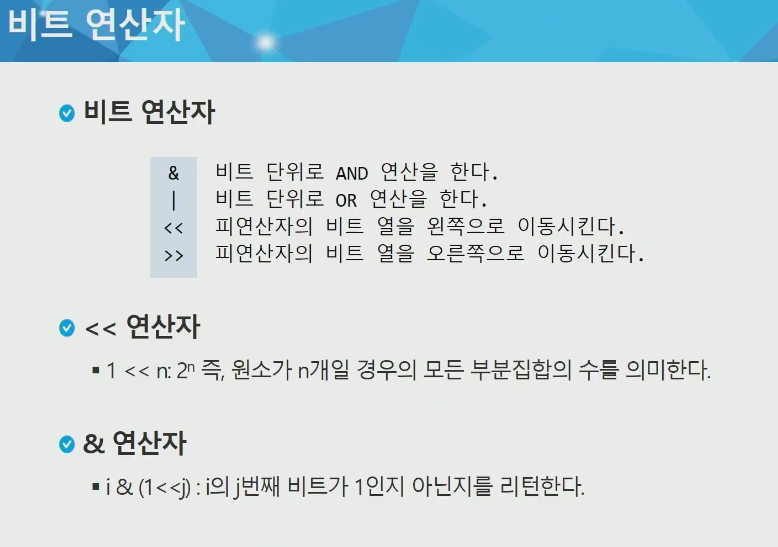 비트 연산자
비트 연산자
& 비트 단위로 AND 연산을 한다.
| 비트 단위로 OR 연산을 한다.
<< 피연산자의 비트 열을 왼쪽으로 이동시킨다.
>> 피연산자의 비트 열을 오른쪽으로 이동시킨다.
<< 연산자
▪ 1 << n: 2ⁿ 즉, 원소가 n개일 경우의 모든 부분집합의 수를 의미한다.
& 연산자
▪ i & (1<<j) : i의 j번째 비트가 1인지 아닌지를 리턴한다.